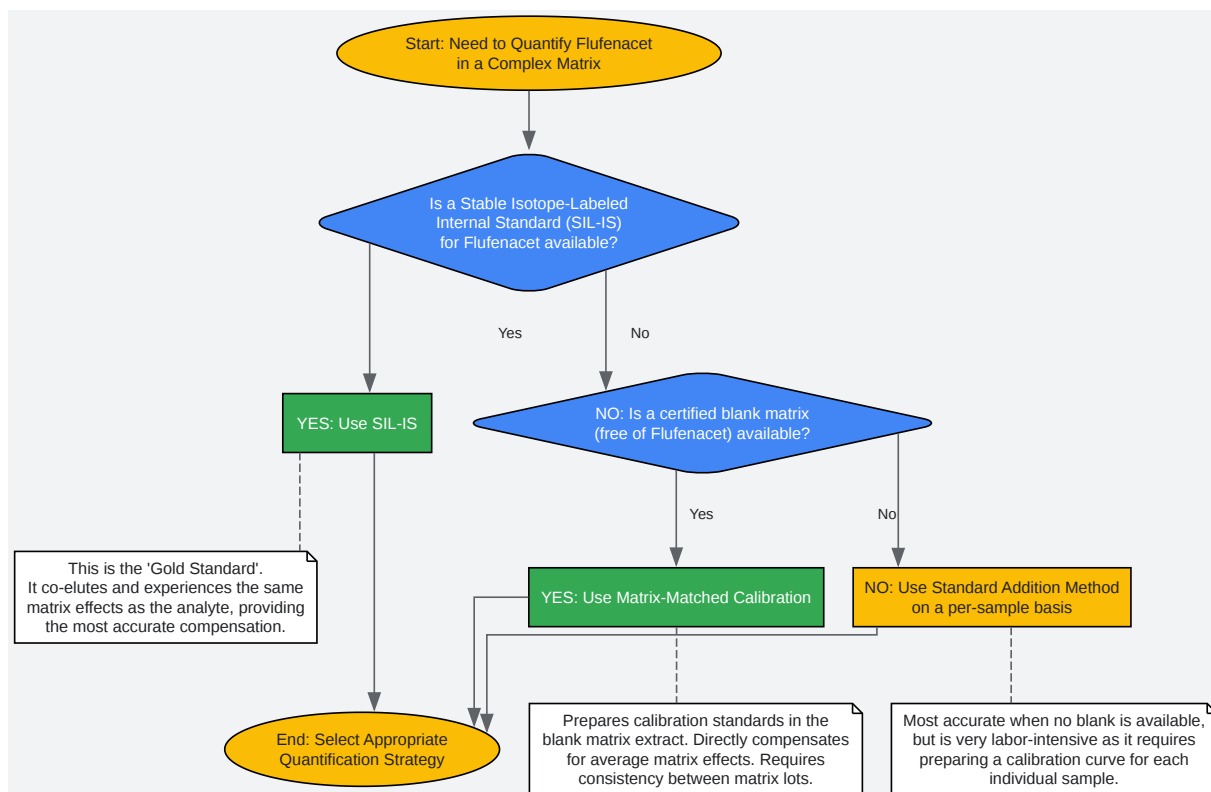 Start: Need to Quantify Flufenacet
in a Complex Matrix
Is a Stable Isotope-Labeled
Internal Standard (SIL-IS)
for Flufenacet available?
Yes
No
YES: Use SIL-IS
NO: Is a certified blank matrix
(free of Flufenacet) available?
Yes
No
This is the 'Gold Standard'.
It co-elutes and experiences the same
matrix effects as the analyte, providing
the most accurate compensation.
YES: Use Matrix-Matched Calibration
NO: Use Standard Addition Method
on a per-sample basis
End: Select Appropriate
Quantification Strategy
Prepares calibration standards in the
blank matrix extract. Directly compensates
for average matrix effects. Requires
consistency between matrix lots.
Most accurate when no blank is available,
but is very labor-intensive as it requires
preparing a calibration curve for each
individual sample.